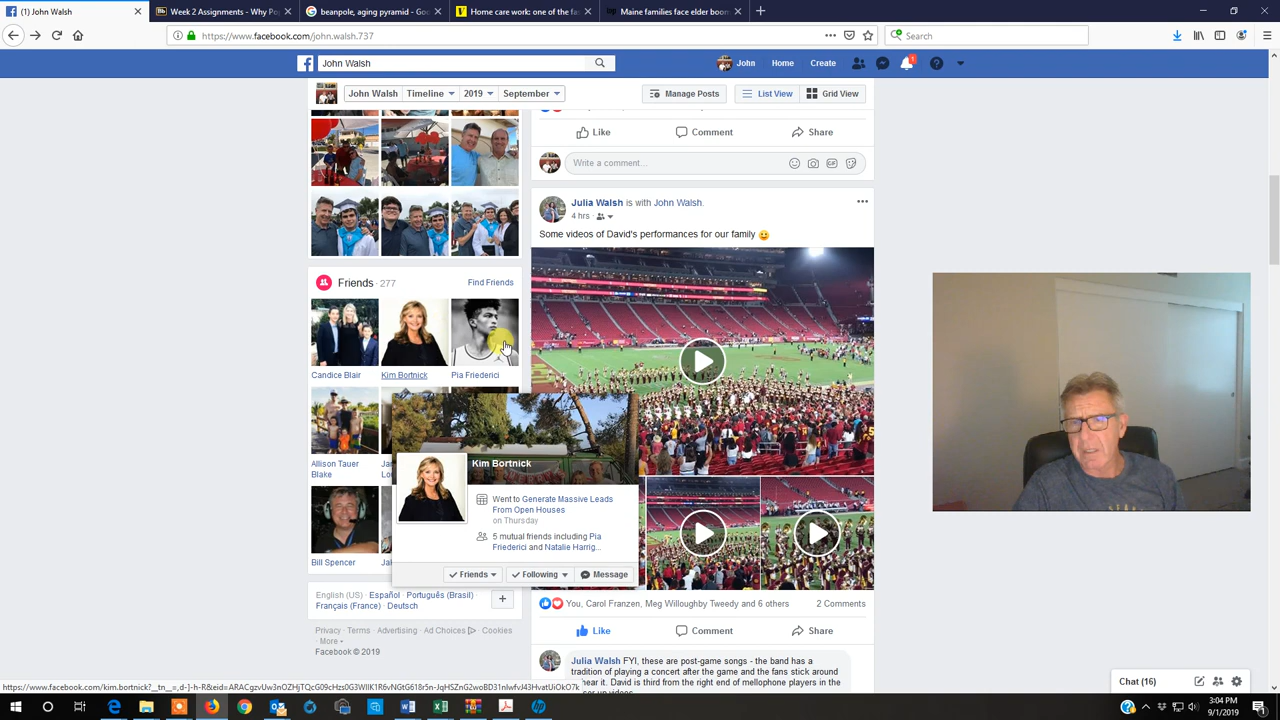 (1) John Walsh
Week 2 Assignments - Why Pop
beanpole, aging pyramid - Goo
Home care work: one of the fas
Maine families face elder boom
https://www.facebook.com/john.walsh.737
Search
John Walsh
John
Home
Create
1
John Walsh
Timeline
2019
September
Manage Posts
List View
Grid View
Like
Comment
Share
Write a comment...
GIF
Julia Walsh is with John Walsh.
4 hrs ·
Some videos of David's performances for our family
Friends · 277
Find Friends
Candice Blair
Kim Bortnick
Pia Friederici
Allison Tauer
Blake
Bill Spencer
Kim Bortnick
Went to Generate Massive Leads
From Open Houses
on Thursday
5 mutual friends including Pia
Friederici and Natalie Harrig...
Friends
Following
Message
English (US) · Español · Português (Brasil) ·
Français (France) · Deutsch
Privacy · Terms · Advertising · Ad Choices · Cookies ·
More
Facebook © 2019
You, Carol Franzen, Meg Willoughby Tweedy and 6 others
2 Comments
Like
Comment
Share
Julia Walsh FYI, these are post-game songs - the band has a
tradition of playing a concert after the game and the fans stick around
hear it. David is third from the right end of mellophone players in the
Chat (16)
3:04 PM
9/1/2019